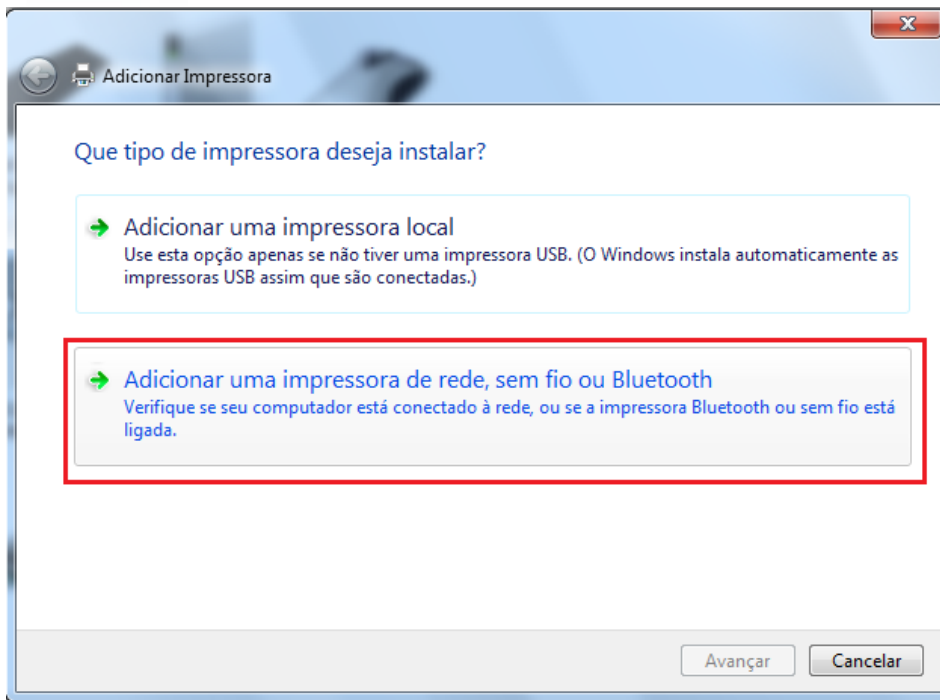 Adicionar Impressora
Que tipo de impressora deseja instalar?
Adicionar uma impressora local
Use esta opção apenas se não tiver uma impressora USB. (O Windows instala automaticamente as
impressoras USB assim que são conectadas.)
Adicionar uma impressora de rede, sem fio ou Bluetooth
Verifique se seu computador está conectado à rede, ou se a impressora Bluetooth ou sem fio está
ligada.
Avançar
Cancelar